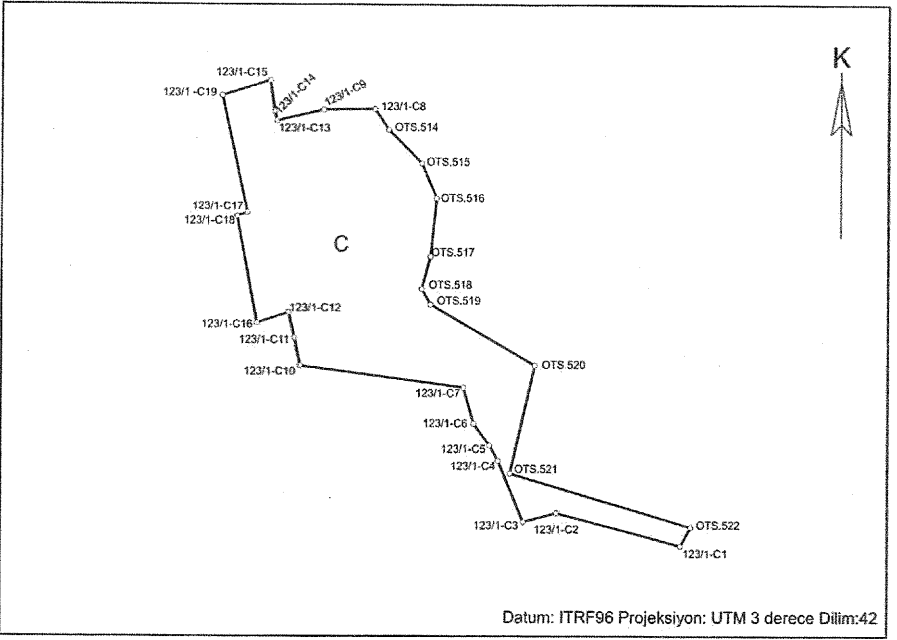 K
123/1-C15
123/1-C19
123/1-C14
123/1-C9
123/1-C13
123/1-C8
OTS.514
OTS.515
OTS.516
123/1-C17
123/1-C18
C
OTS.517
OTS.518
OTS.519
123/1-C12
123/1-C16
123/1-C11
123/1-C10
OTS.520
123/1-C7
123/1-C6
123/1-C5
123/1-C4
OTS.521
123/1-C3
123/1-C2
OTS.522
123/1-C1
Datum: ITRF96 Projeksiyon: UTM 3 derece Dilim:42